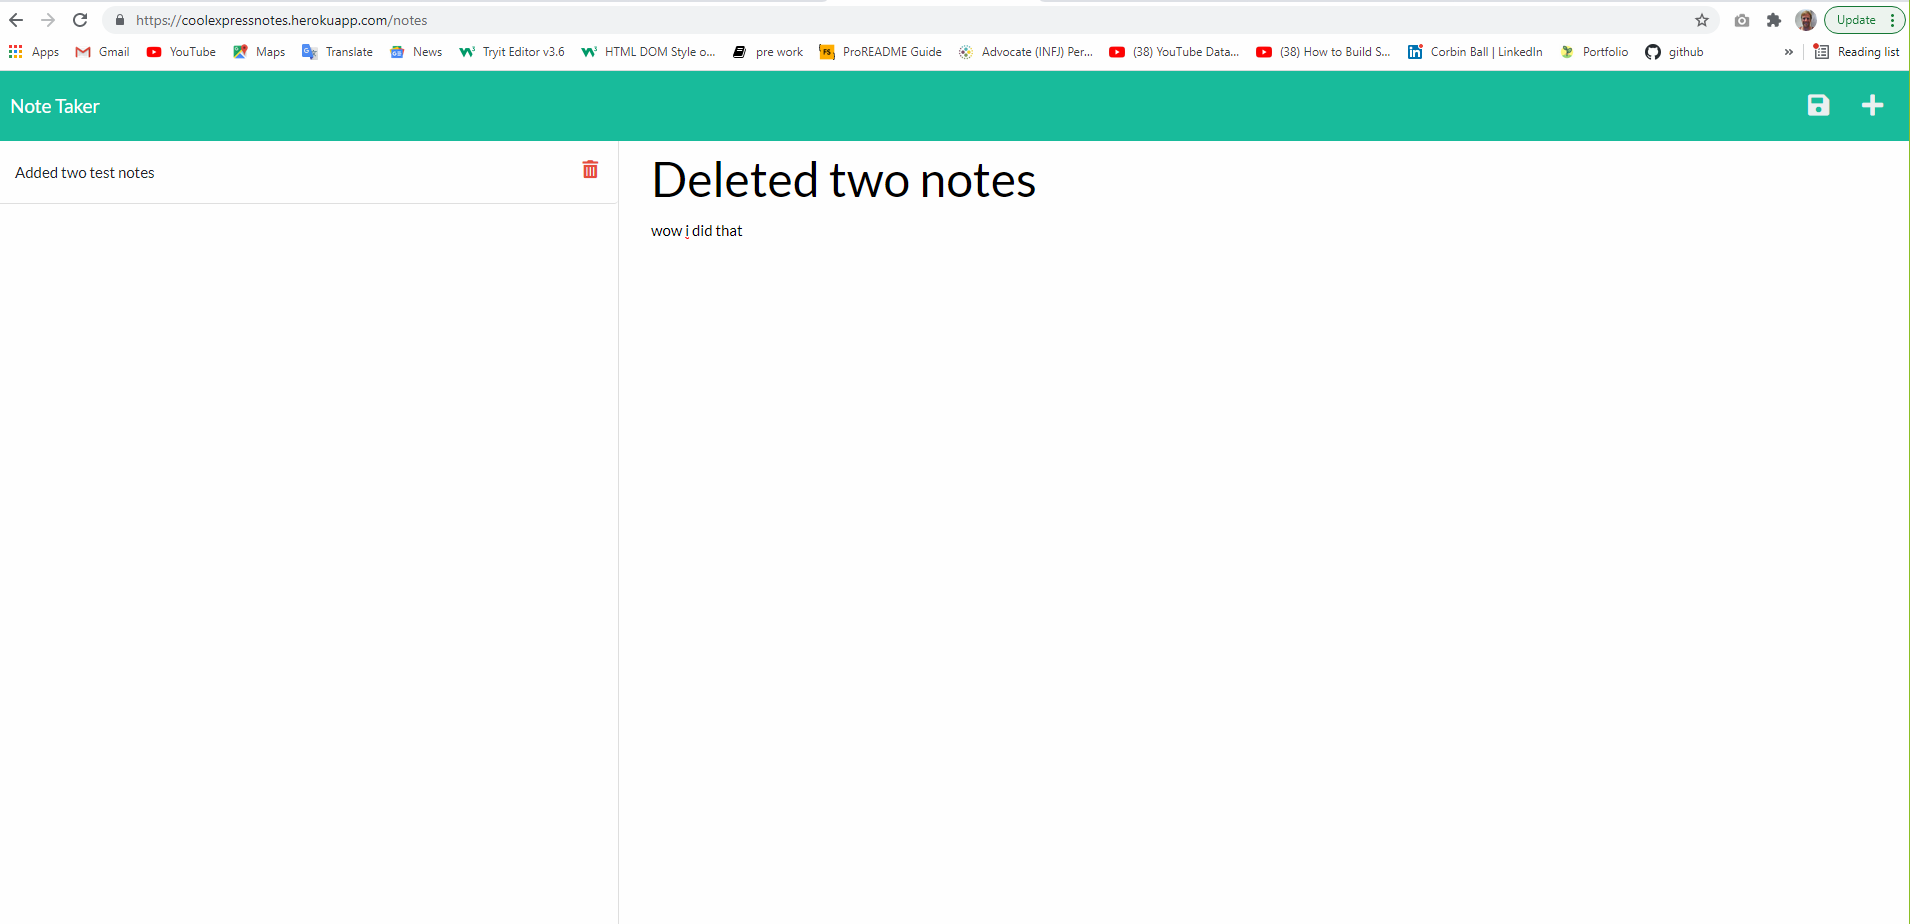 https://coolexpressnotes.herokuapp.com/notes
Update
Apps Gmail YouTube Maps Translate News Tryit Editor v3.6 HTML DOM Style o... pre work ProREADME Guide Advocate (INFJ) Per... (38) YouTube Data... (38) How to Build S... Corbin Ball | LinkedIn Portfolio github » Reading list
Note Taker
Added two test notes
Deleted two notes
wow i did that